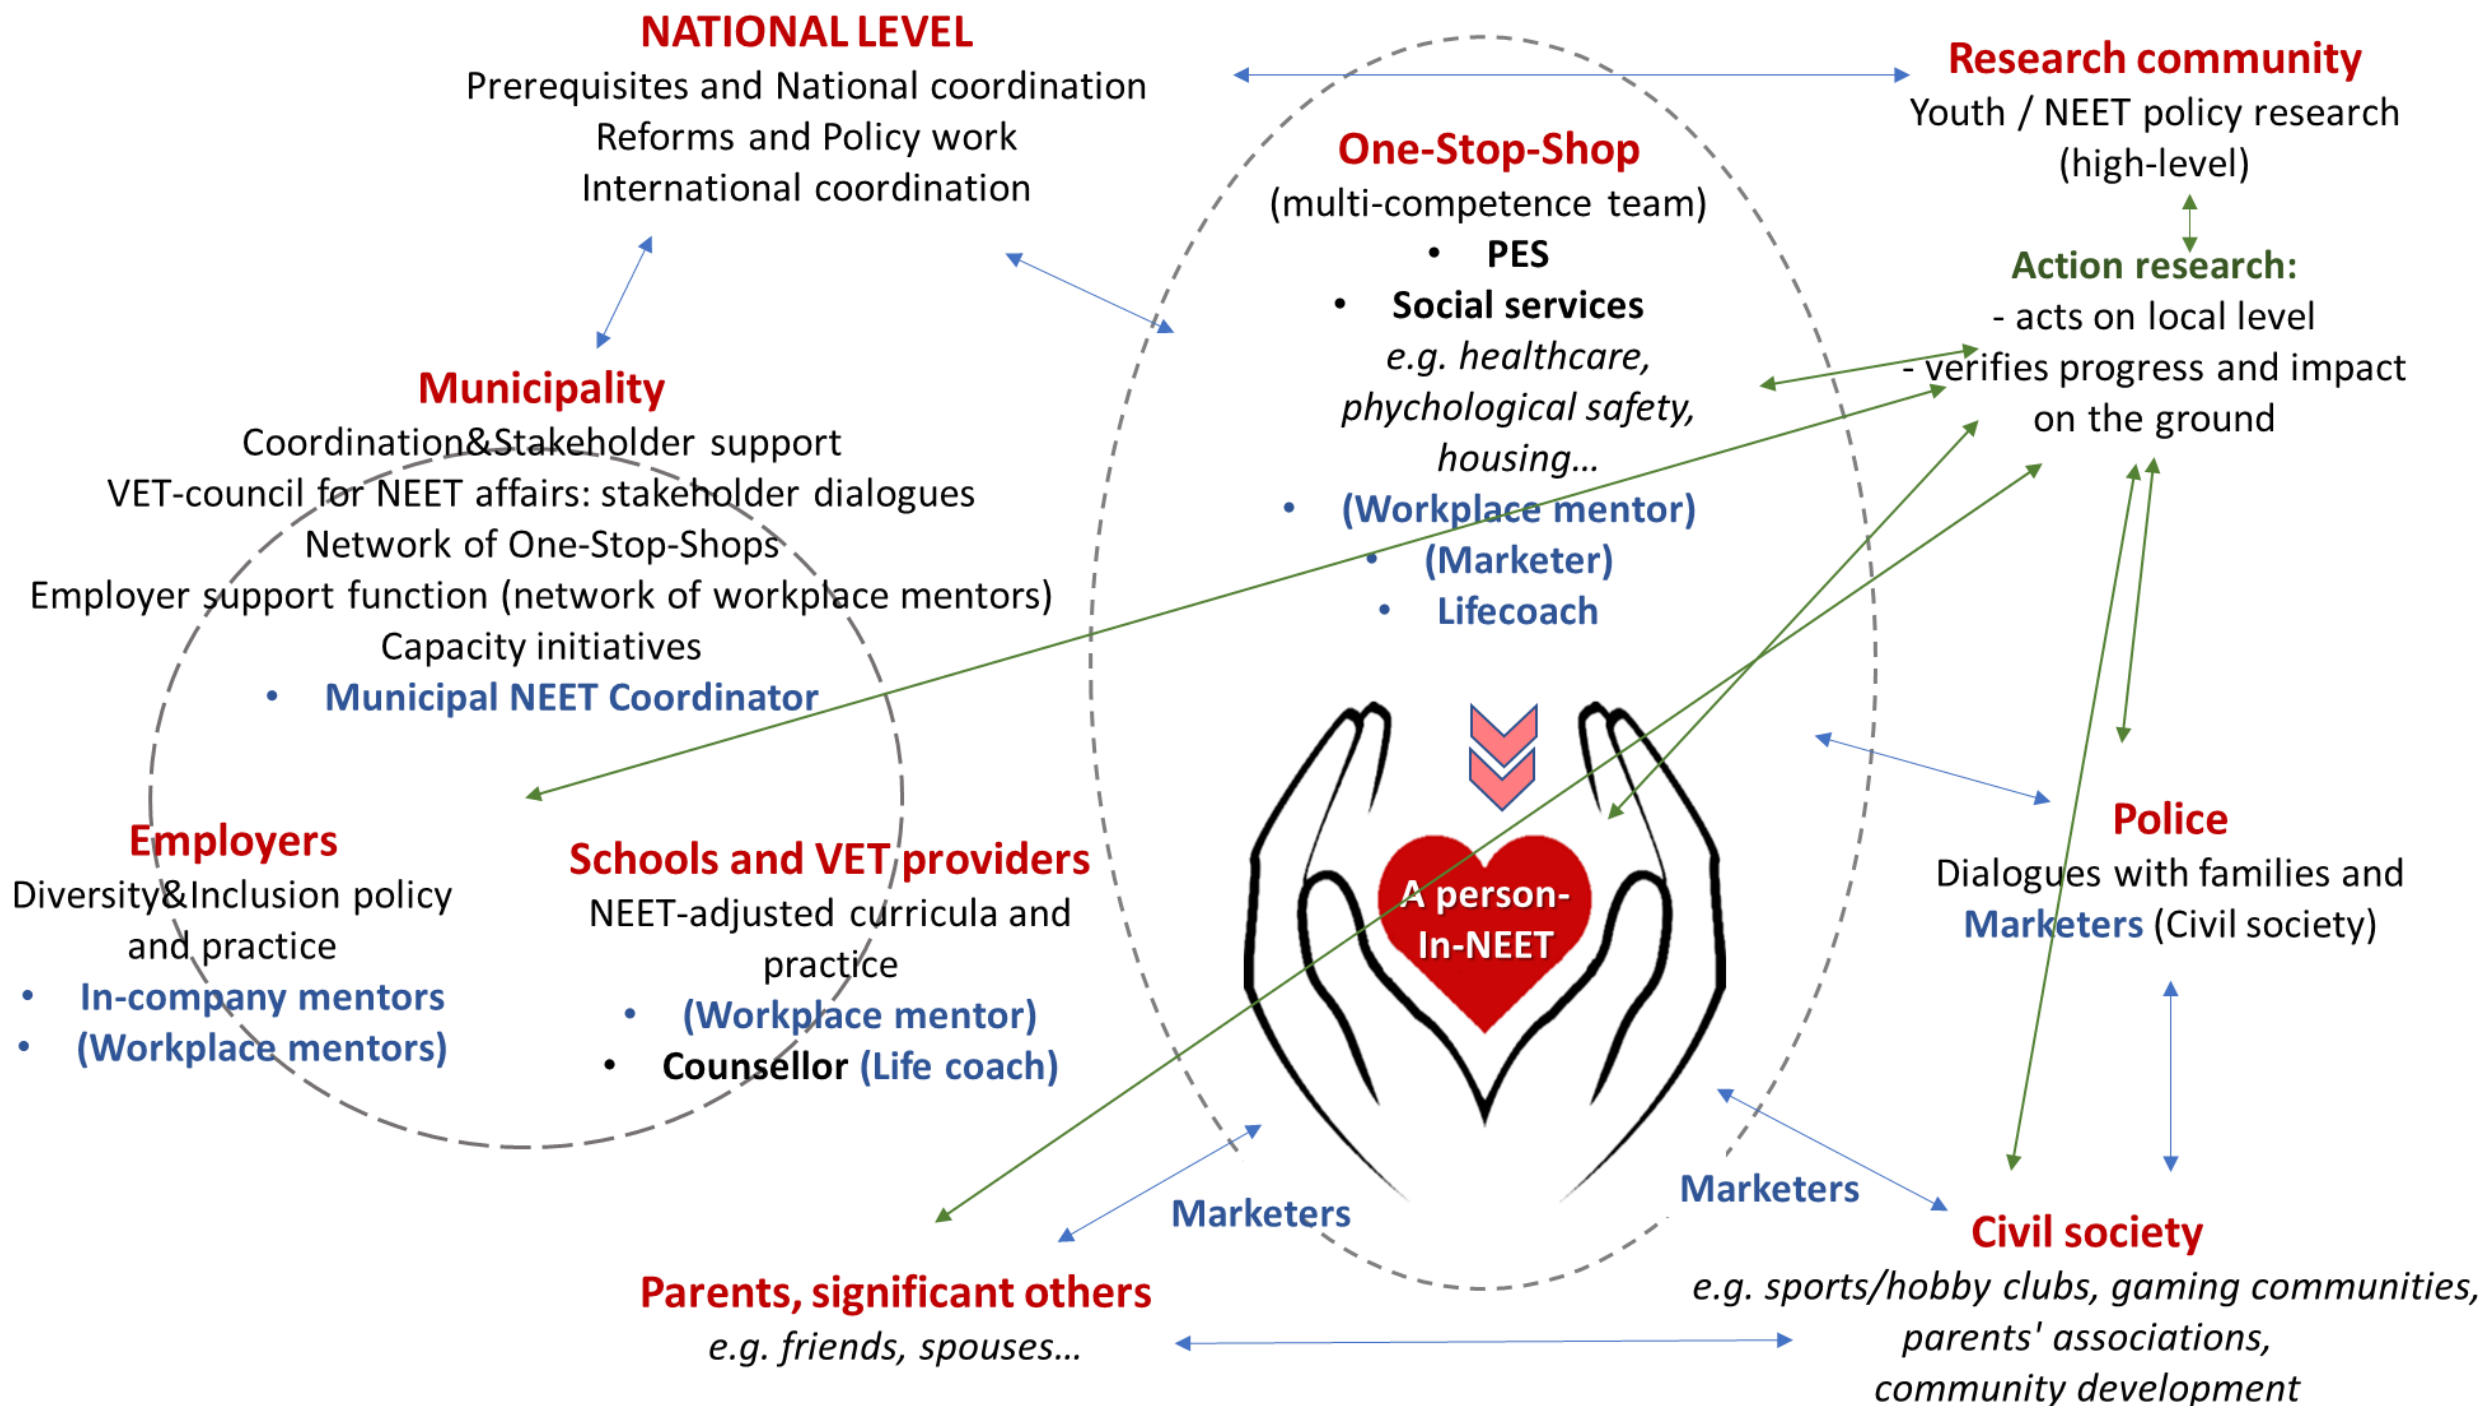 NATIONAL LEVEL
Prerequisites and National coordination
Reforms and Policy work
International coordination
Research community
Youth / NEET policy research
(high-level)
Action research:
- acts on local level
- verifies progress and impact
on the ground
One-Stop-Shop
(multi-competence team)
• PES
• Social services
e.g. healthcare,
phychological safety,
housing...
• (Workplace mentor)
• (Marketer)
• Lifecoach
Municipality
Coordination&Stakeholder support
VET-council for NEET affairs: stakeholder dialogues
Network of One-Stop-Shops
Employer support function (network of workplace mentors)
Capacity initiatives
• Municipal NEET Coordinator
Employers
Diversity&Inclusion policy
and practice
• In-company mentors
• (Workplace mentors)
Schools and VET providers
NEET-adjusted curricula and
practice
• (Workplace mentor)
• Counsellor (Life coach)
A person-
In-NEET
Police
Dialogues with families and
Marketers (Civil society)
Marketers
Marketers
Parents, significant others
e.g. friends, spouses...
Civil society
e.g. sports/hobby clubs, gaming communities,
parents' associations,
community development